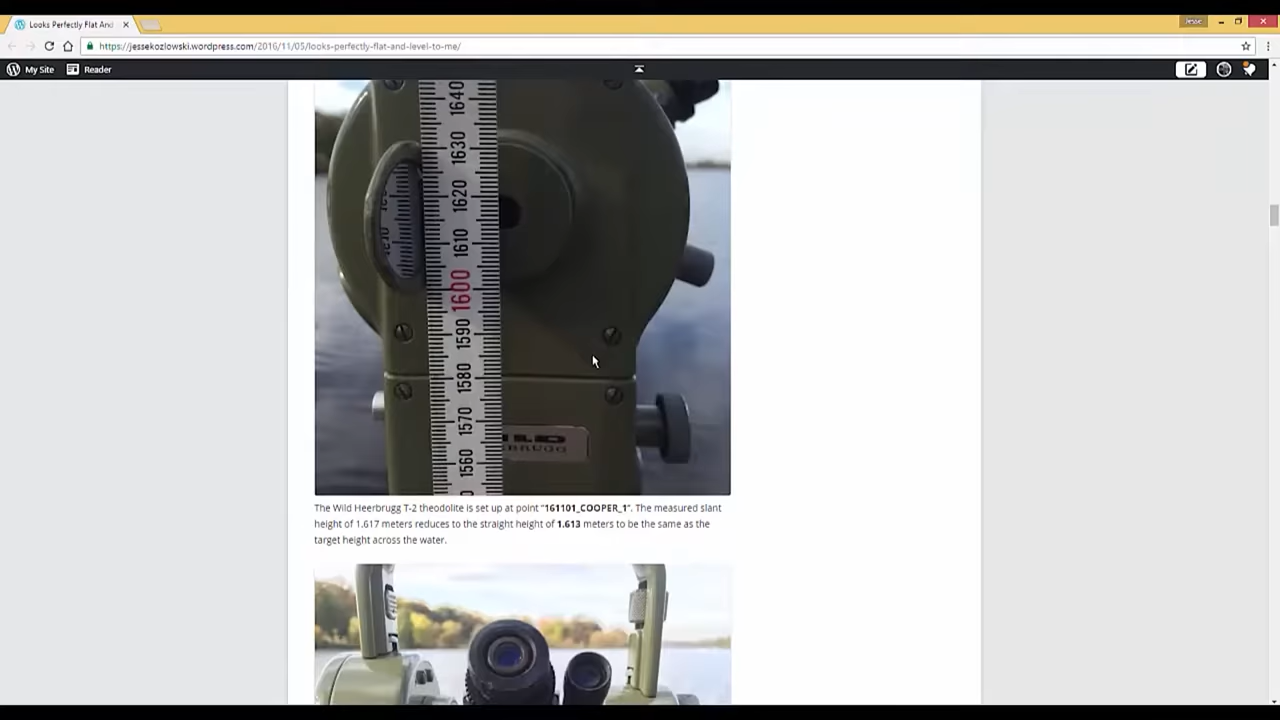 Looks Perfectly Flat And
Jesse
https://jessekozlowski.wordpress.com/2016/11/05/looks-perfectly-flat-and-level-to-me/
My Site
Reader
1640
1630
1620
1610
1600
1590
1580
1570
1560
The Wild Heerbrugg T-2 theodolite is set up at point "161101_COOPER_1". The measured slant
height of 1.617 meters reduces to the straight height of 1.613 meters to be the same as the
target height across the water.